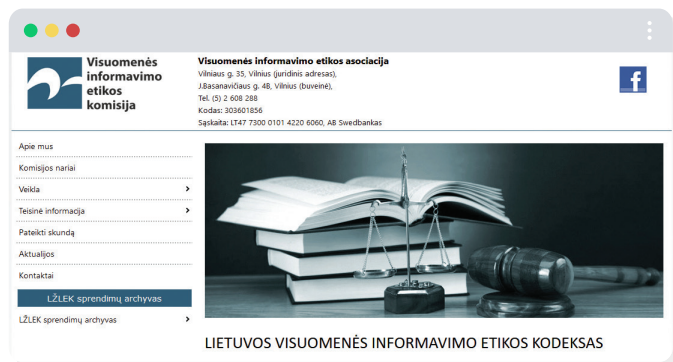 Visuomenės
informavimo
etikos
komisija
Visuomenės informavimo etikos asociacija
Vilniaus g. 35, Vilnius (juridinis adresas),
J.Basanavičiaus g. 4B, Vilnius (buveinė),
Tel. (5) 2 608 288
Kodas: 303601856
Sąskaita: LT47 7300 0101 4220 6060, AB Swedbankas
f
Apie mus
Komisijos nariai
Veikla
Teisinė informacija
Pateikti skundą
Aktualijos
Kontaktai
LŽLEK sprendimų archyvas
LŽLEK sprendimų archyvas
LIETUVOS VISUOMENĖS INFORMAVIMO ETIKOS KODEKSAS